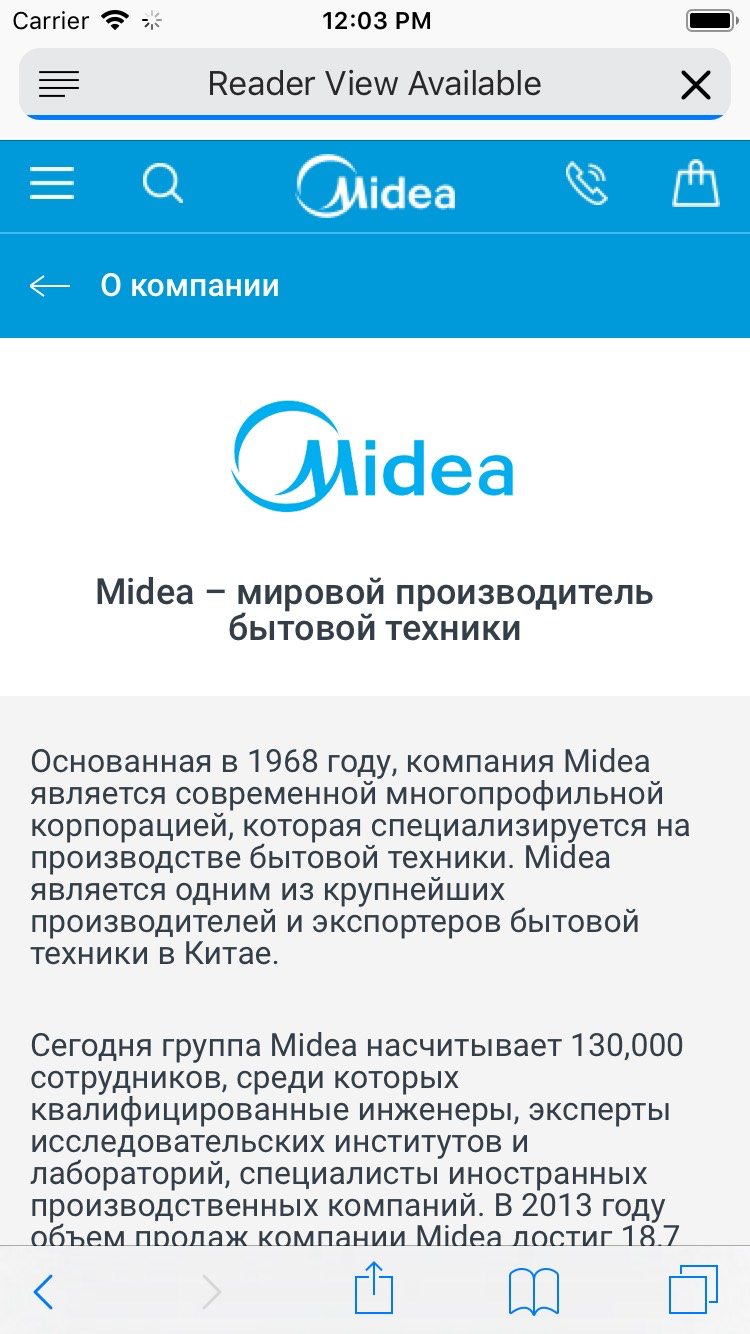 Carrier 12:03 PM
Reader View Available
Midea
О компании
Midea
Midea – мировой производитель
бытовой техники
Основанная в 1968 году, компания Midea
является современной многопрофильной
корпорацией, которая специализируется на
производстве бытовой техники. Midea
является одним из крупнейших
производителей и экспортеров бытовой
техники в Китае.
Сегодня группа Midea насчитывает 130,000
сотрудников, среди которых
квалифицированные инженеры, эксперты
исследовательских институтов и
лабораторий, специалисты иностранных
производственных компаний. В 2013 году
объем продаж компании Midea достиг 18,7